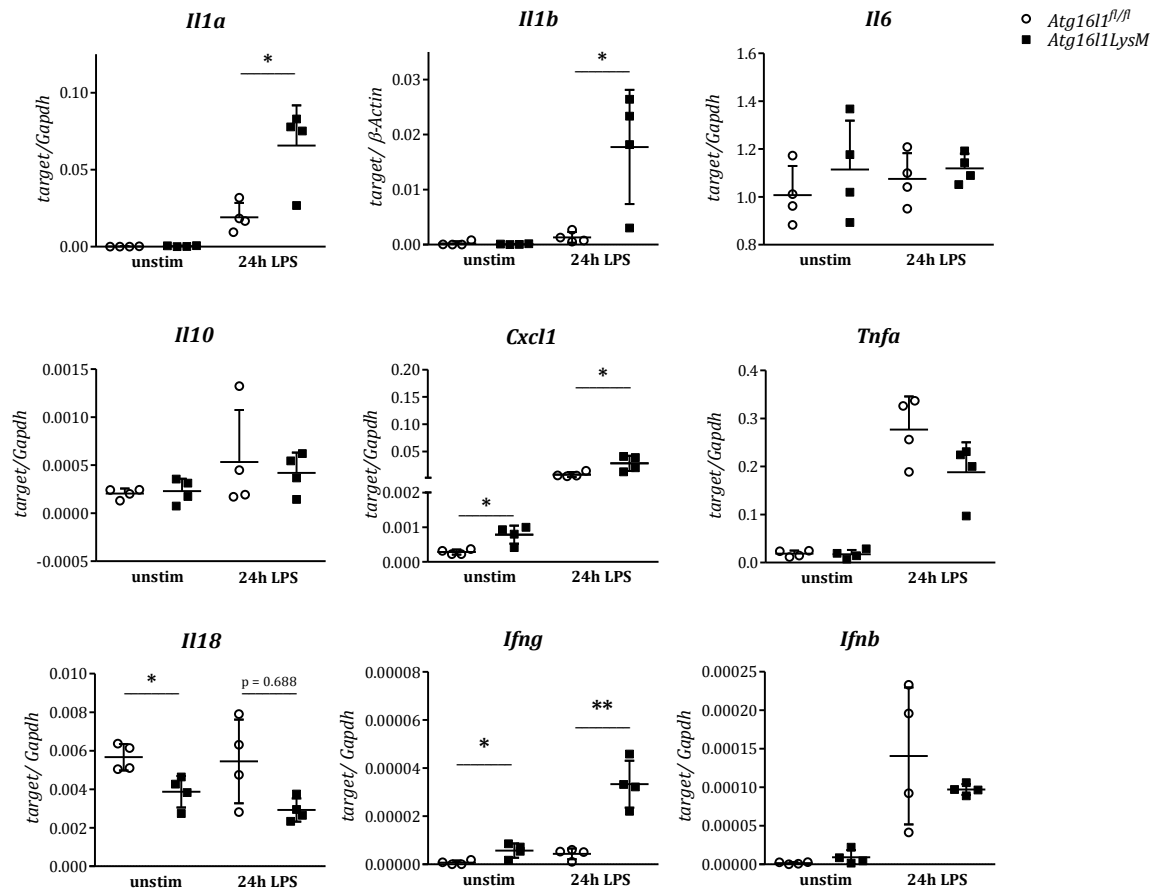 Il1a
target/Gapdh
0.10
0.05
0.00
*
unstim 24h LPS
Il1b
target/ β-Actin
0.03
0.02
0.01
0.00
*
unstim 24h LPS
Il6
target/Gapdh
1.6
1.4
1.2
1.0
0.8
unstim 24h LPS
Atg16l1fl/fl
Atg16l1LysM
Il10
target/Gapdh
0.0015
0.0010
0.0005
0.0000
-0.0005
unstim 24h LPS
Cxcl1
target/Gapdh
0.20
0.15
0.10
0.05
0.002
0.001
0.000
*
*
unstim 24h LPS
Tnfa
target/Gapdh
0.4
0.3
0.2
0.1
0.0
unstim 24h LPS
Il18
target/ Gapdh
0.010
0.008
0.006
0.004
0.002
0.000
*
p = 0.688
unstim 24h LPS
Ifng
target/ Gapdh
0.00008
0.00006
0.00004
0.00002
0.00000
*
**
unstim 24h LPS
Ifnb
target/ Gapdh
0.00025
0.00020
0.00015
0.00010
0.00005
0.00000
unstim 24h LPS